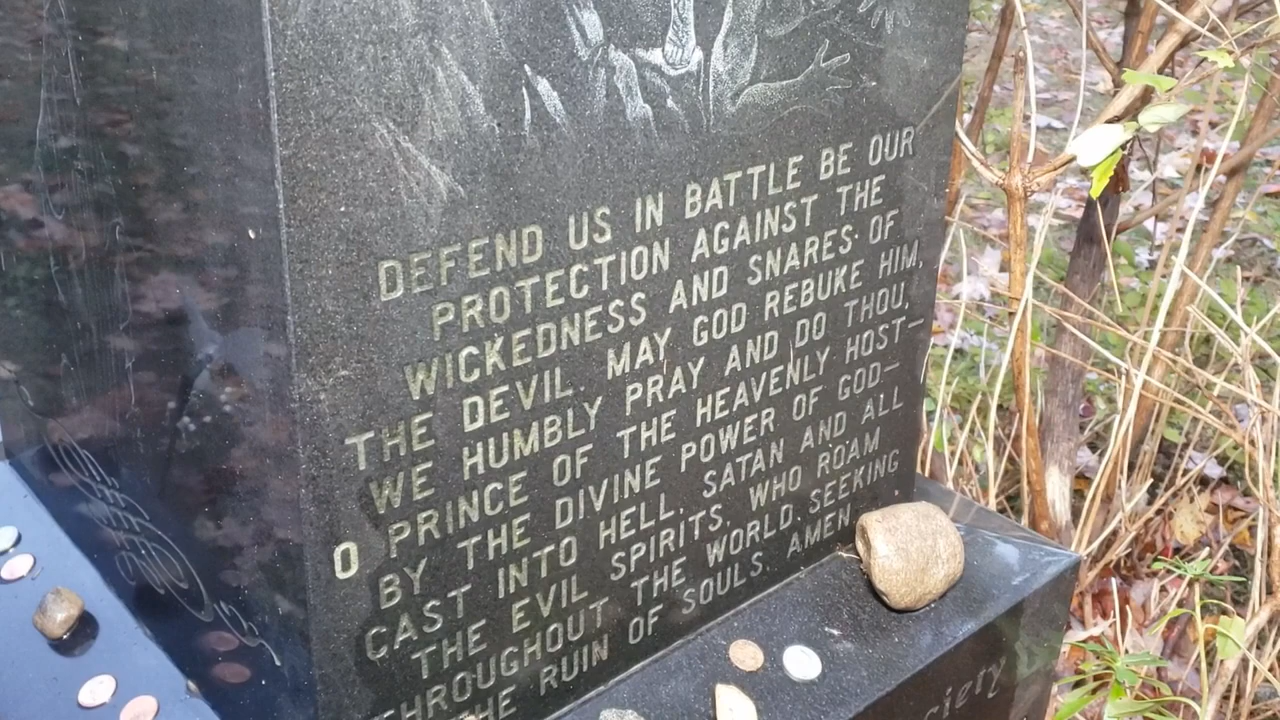 DEFEND US IN BATTLE BE OUR
PROTECTION AGAINST THE
WICKEDNESS AND SNARES OF
THE DEVIL. MAY GOD REBUKE HIM,
WE HUMBLY PRAY AND DO THOU,
O PRINCE OF THE HEAVENLY HOST—
BY THE DIVINE POWER OF GOD—
CAST INTO HELL, SATAN AND ALL
THE EVIL SPIRITS, WHO ROAM
THROUGHOUT THE WORLD, SEEKING
THE RUIN OF SOULS. AMEN.